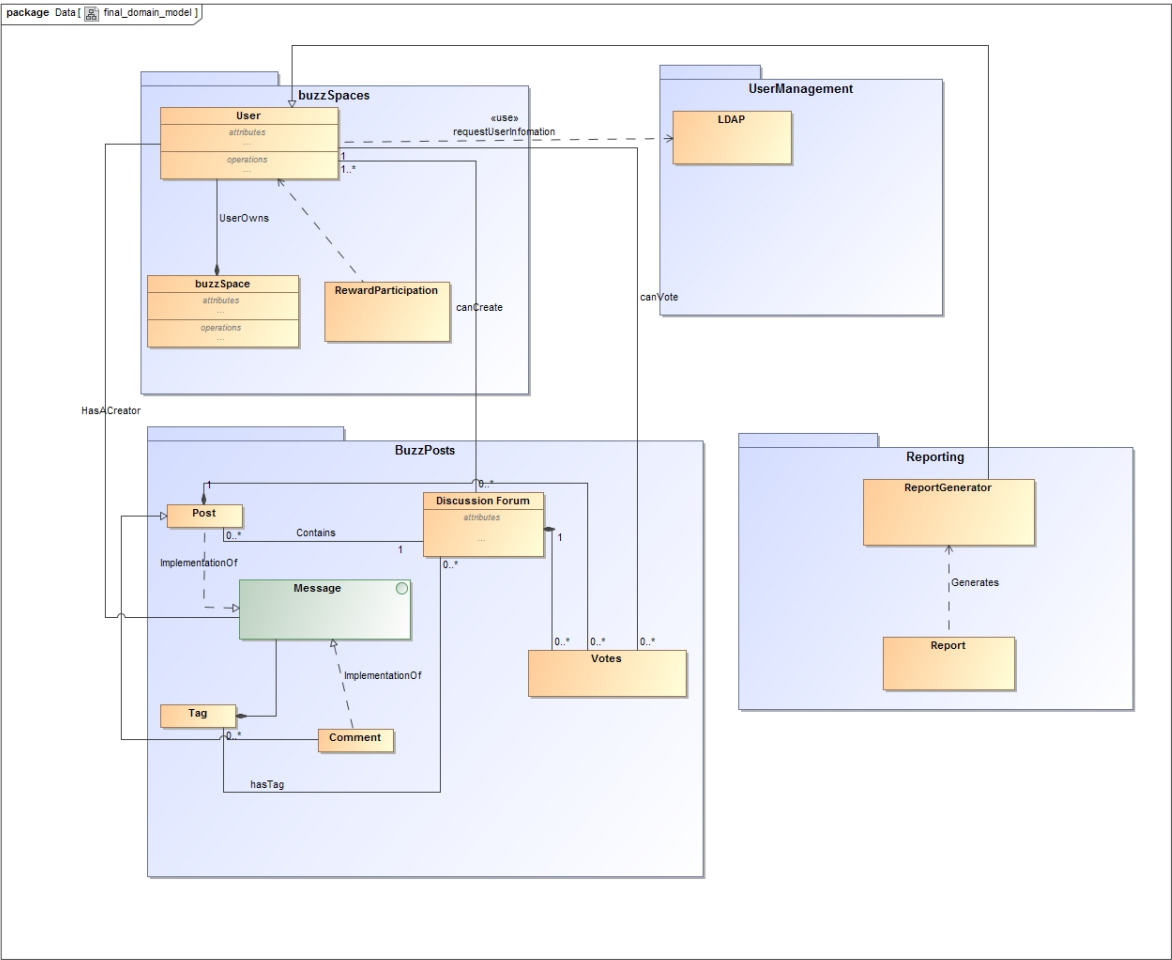 package Data [ final_domain_model ]
buzzSpaces
User
attributes
...
operations
...
«use»
requestUserInfomation
1
1..*
UserOwns
buzzSpace
attributes
...
operations
...
RewardParticipation
canCreate
canVote
UserManagement
LDAP
HasACreator
BuzzPosts
1
0..*
Post
0..*
Contains
1
Discussion Forum
attributes
...
1
0..*
ImplementationOf
Message
0..*
0..*
0..*
Votes
ImplementationOf
Tag
0..*
Comment
hasTag
Reporting
ReportGenerator
Generates
Report